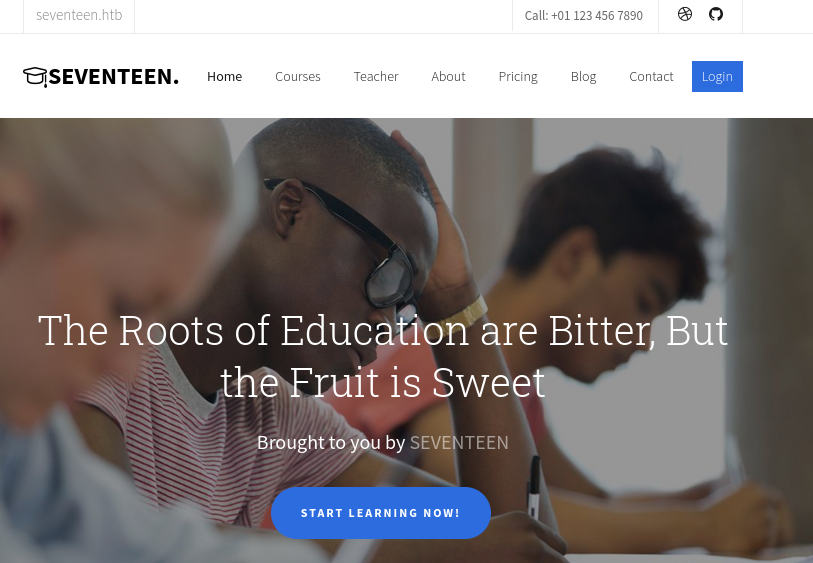 seventeen.htb
Call: +01 123 456 7890
SEVENTEEN.
Home Courses Teacher About Pricing Blog Contact Login
The Roots of Education are Bitter, But
the Fruit is Sweet
Brought to you by SEVENTEEN
START LEARNING NOW!